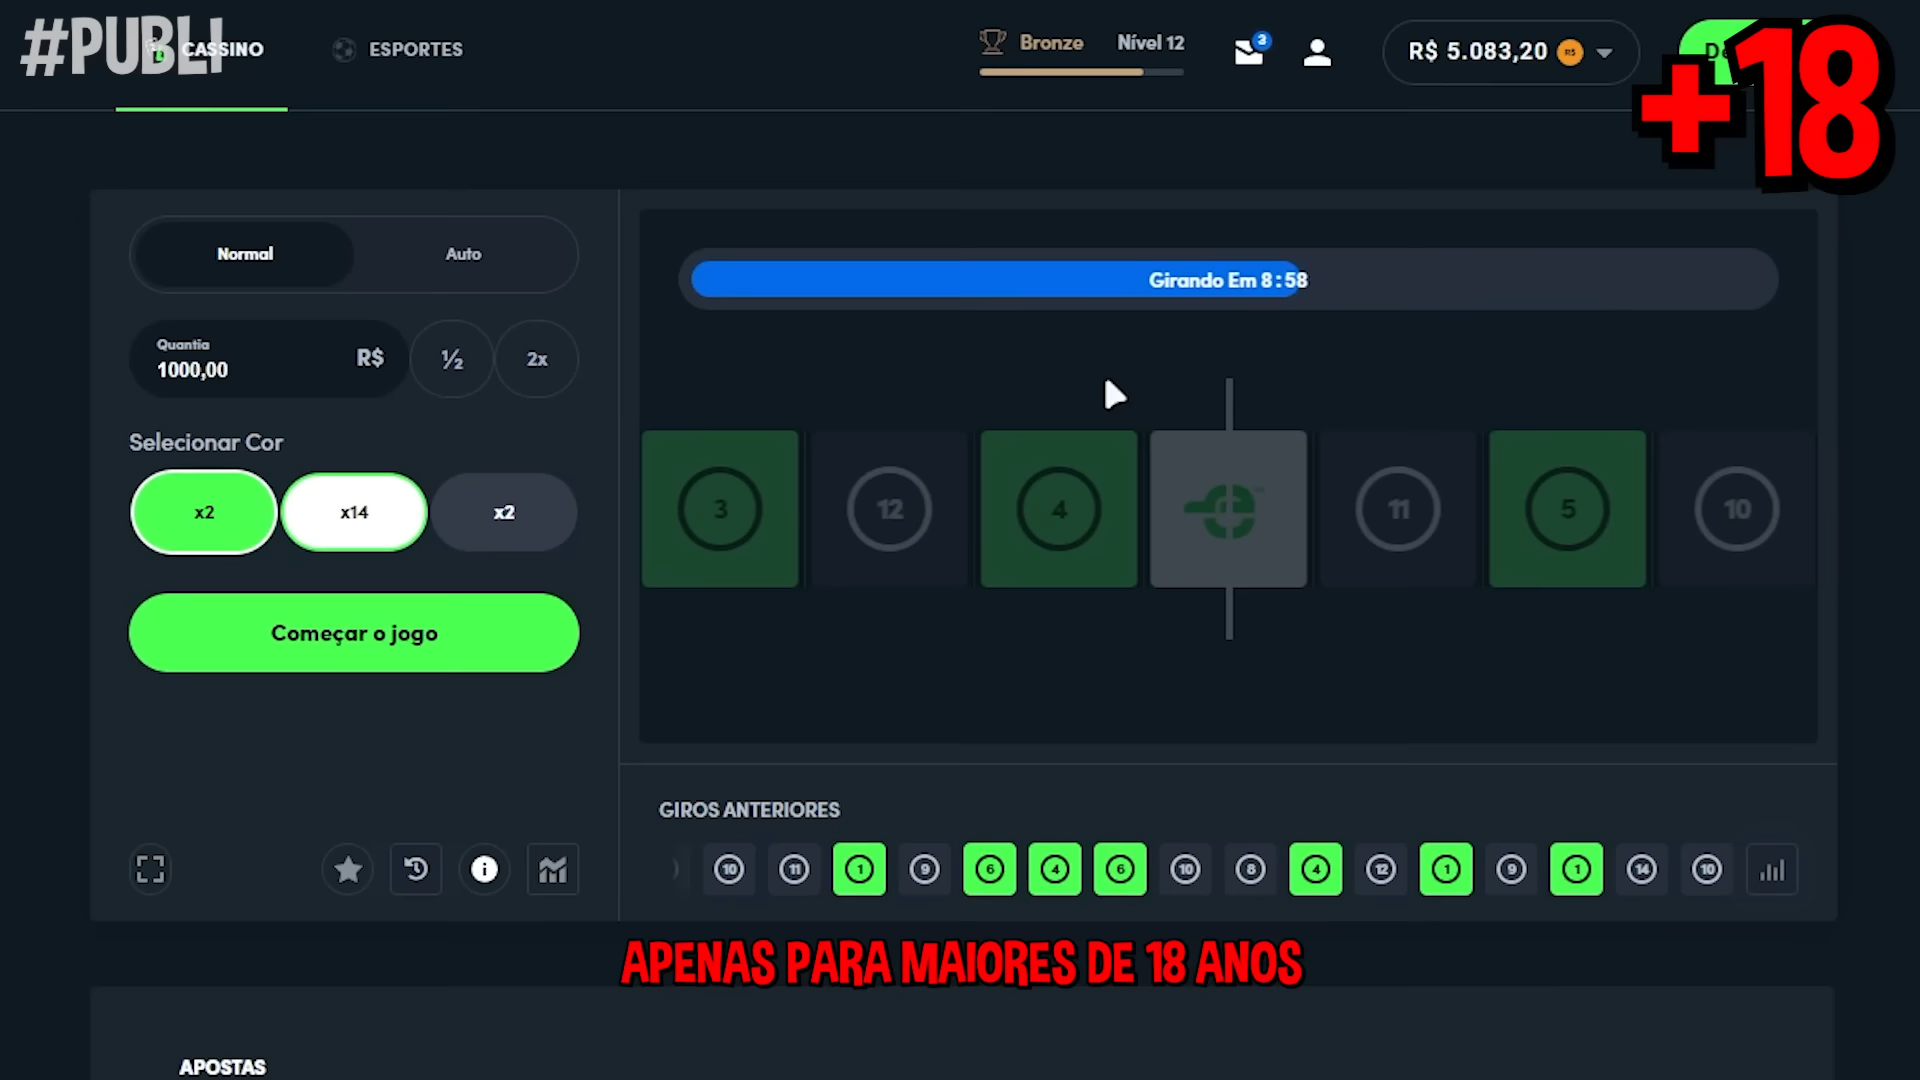 #PUBLI
CASSINO
ESPORTES
Bronze
Nível 12
3
R$ 5.083,20
R$
+18
Normal
Auto
Girando Em 8:58
Quantia
1000,00
R$
½
2x
Selecionar Cor
x2
x14
x2
3
12
4
11
5
10
Começar o jogo
GIROS ANTERIORES
10 11 1 9 6 4 6 10 8 4 12 1 9 1 14 10
APENAS PARA MAIORES DE 18 ANOS
APOSTAS